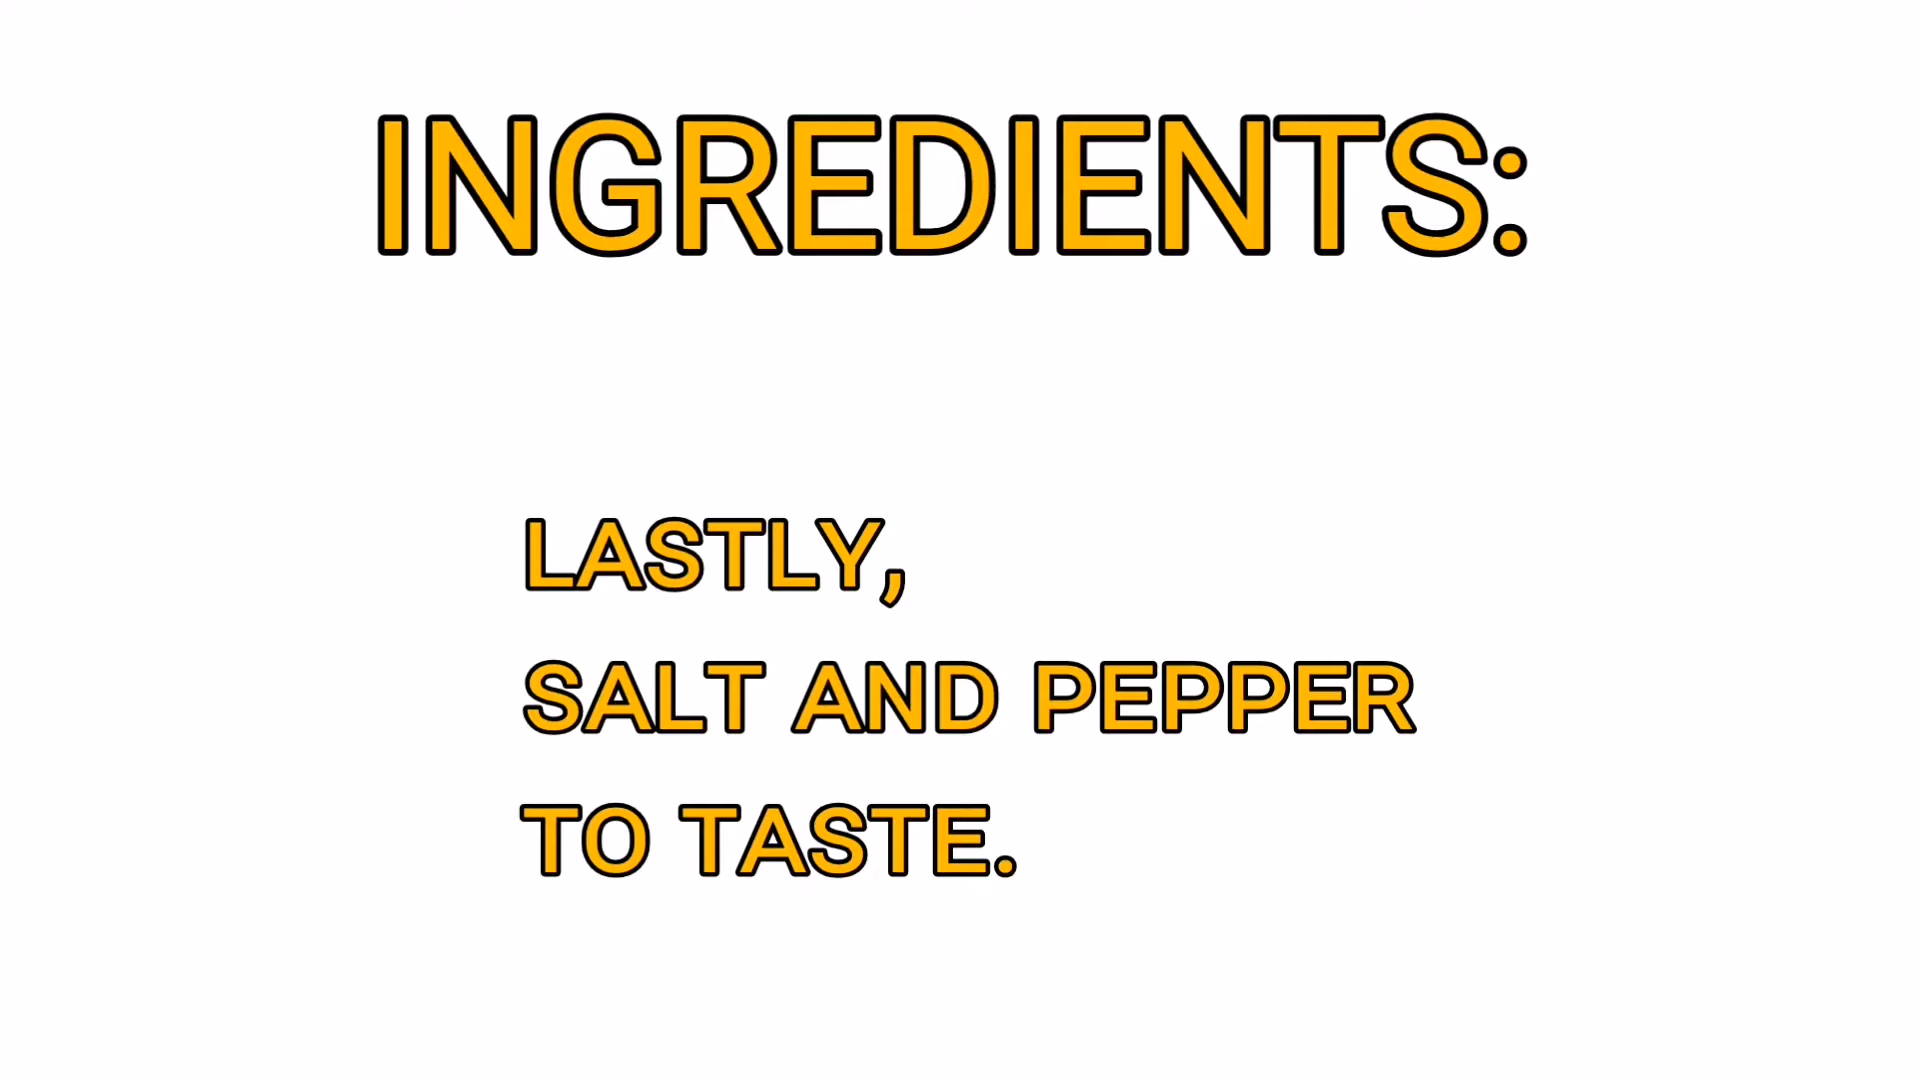 INGREDIENTS:
LASTLY,
SALT AND PEPPER
TO TASTE.